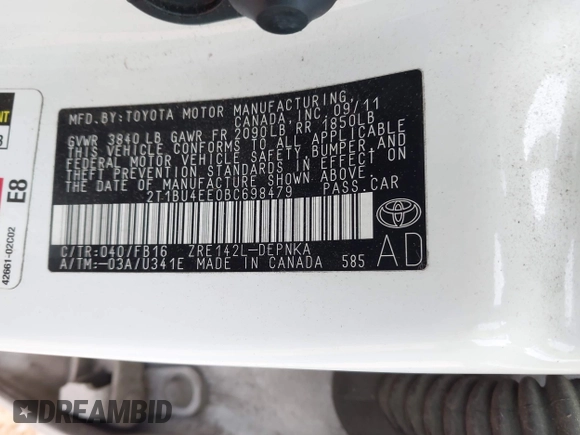 MFD.BY:TOYOTA MOTOR MANUFACTURING
CANADA,INC. 09/11
GVWR 3940 LB GAWR FR 2090LB RR 1850LB
THIS VEHICLE CONFORMS TO ALL APPLICABLE
FEDERAL MOTOR VEHICLE SAFETY BUMPER AND
THEFT PREVENTION STANDARDS IN EFFECT
ON THE DATE OF MANUFACTURE SHOWN ABOVE.
2T1BU4EE0BC698479 PASS.CAR
C/TR:040/FB16 ZRE142L-DEPNKA
A/TM:-03A/U341E MADE IN CANADA 585
AD
E8
42661-02C02
DREAMBID